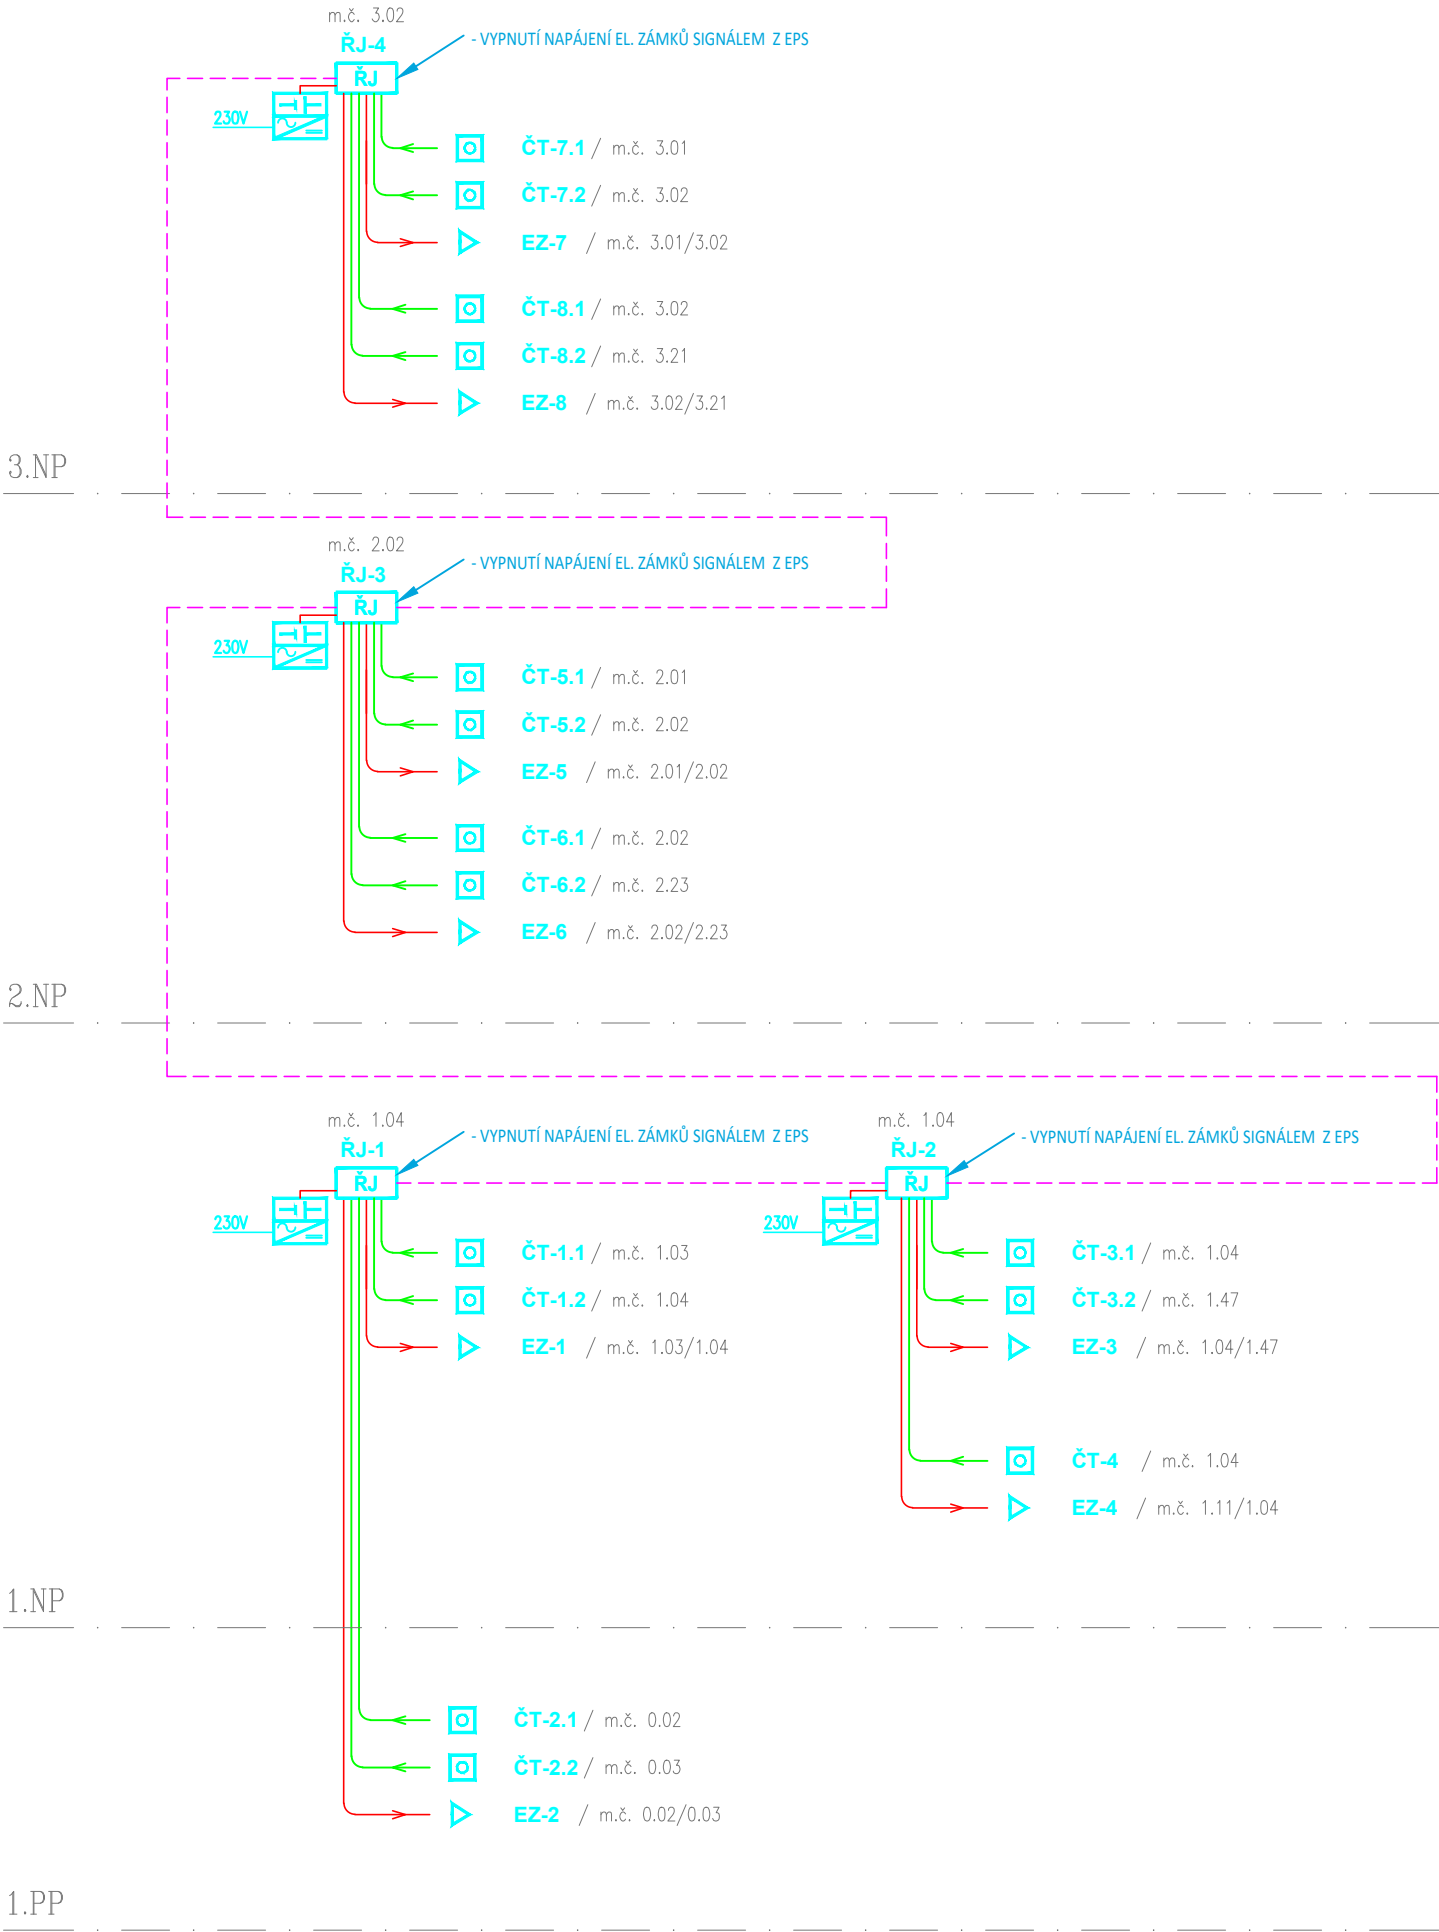 m.č. 3.02
ŘJ-4
- VYPNUTÍ NAPÁJENÍ EL. ZÁMKŮ SIGNÁLEM Z EPS
ŘJ
230V
ČT-7.1 / m.č. 3.01
ČT-7.2 / m.č. 3.02
EZ-7 / m.č. 3.01/3.02
ČT-8.1 / m.č. 3.02
ČT-8.2 / m.č. 3.21
EZ-8 / m.č. 3.02/3.21
3.NP
m.č. 2.02
ŘJ-3
- VYPNUTÍ NAPÁJENÍ EL. ZÁMKŮ SIGNÁLEM Z EPS
ŘJ
230V
ČT-5.1 / m.č. 2.01
ČT-5.2 / m.č. 2.02
EZ-5 / m.č. 2.01/2.02
ČT-6.1 / m.č. 2.02
ČT-6.2 / m.č. 2.23
EZ-6 / m.č. 2.02/2.23
2.NP
m.č. 1.04
ŘJ-1
- VYPNUTÍ NAPÁJENÍ EL. ZÁMKŮ SIGNÁLEM Z EPS
ŘJ
230V
ČT-1.1 / m.č. 1.03
ČT-1.2 / m.č. 1.04
EZ-1 / m.č. 1.03/1.04
m.č. 1.04
ŘJ-2
- VYPNUTÍ NAPÁJENÍ EL. ZÁMKŮ SIGNÁLEM Z EPS
ŘJ
230V
ČT-3.1 / m.č. 1.04
ČT-3.2 / m.č. 1.47
EZ-3 / m.č. 1.04/1.47
ČT-4 / m.č. 1.04
EZ-4 / m.č. 1.11/1.04
1.NP
ČT-2.1 / m.č. 0.02
ČT-2.2 / m.č. 0.03
EZ-2 / m.č. 0.02/0.03
1.PP